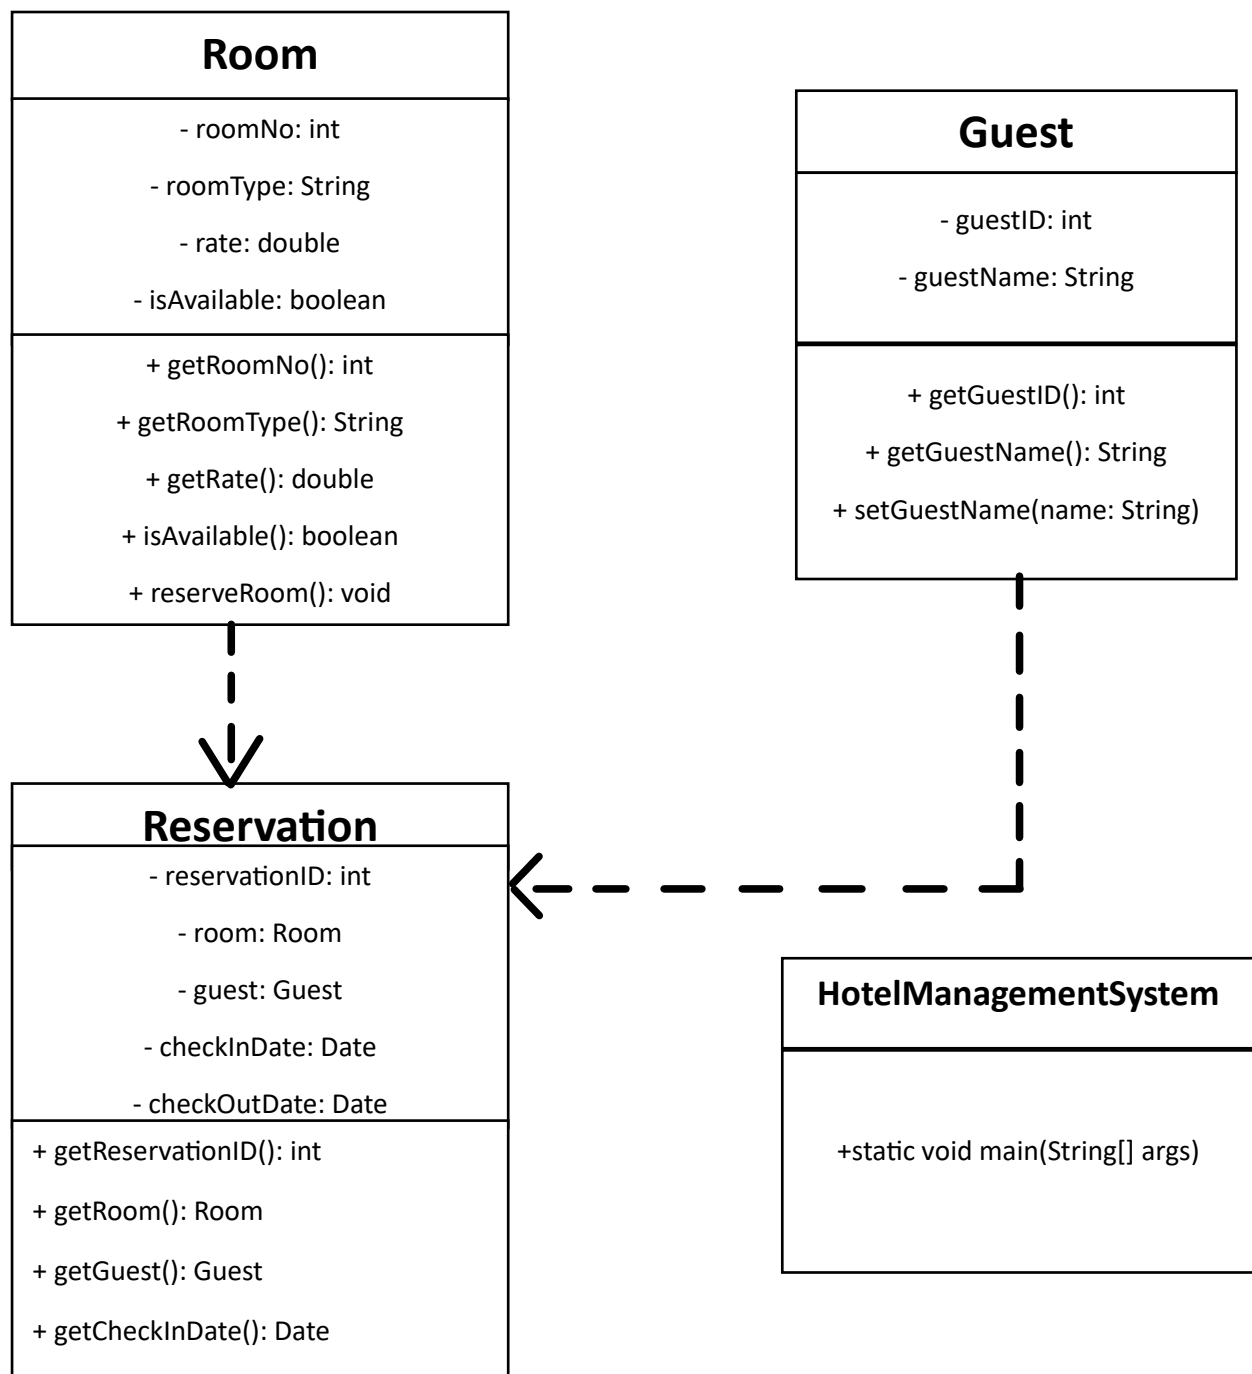 Room
- roomNo: int
- roomType: String
- rate: double
- isAvailable: boolean
+ getRoomNo(): int
+ getRoomType(): String
+ getRate(): double
+ isAvailable(): boolean
+ reserveRoom(): void
Guest
- guestID: int
- guestName: String
+ getGuestID(): int
+ getGuestName(): String
+ setGuestName(name: String)
Reservation
- reservationID: int
- room: Room
- guest: Guest
- checkInDate: Date
- checkOutDate: Date
+ getReservationID(): int
+ getRoom(): Room
+ getGuest(): Guest
+ getCheckInDate(): Date
HotelManagementSystem
+static void main(String[] args)